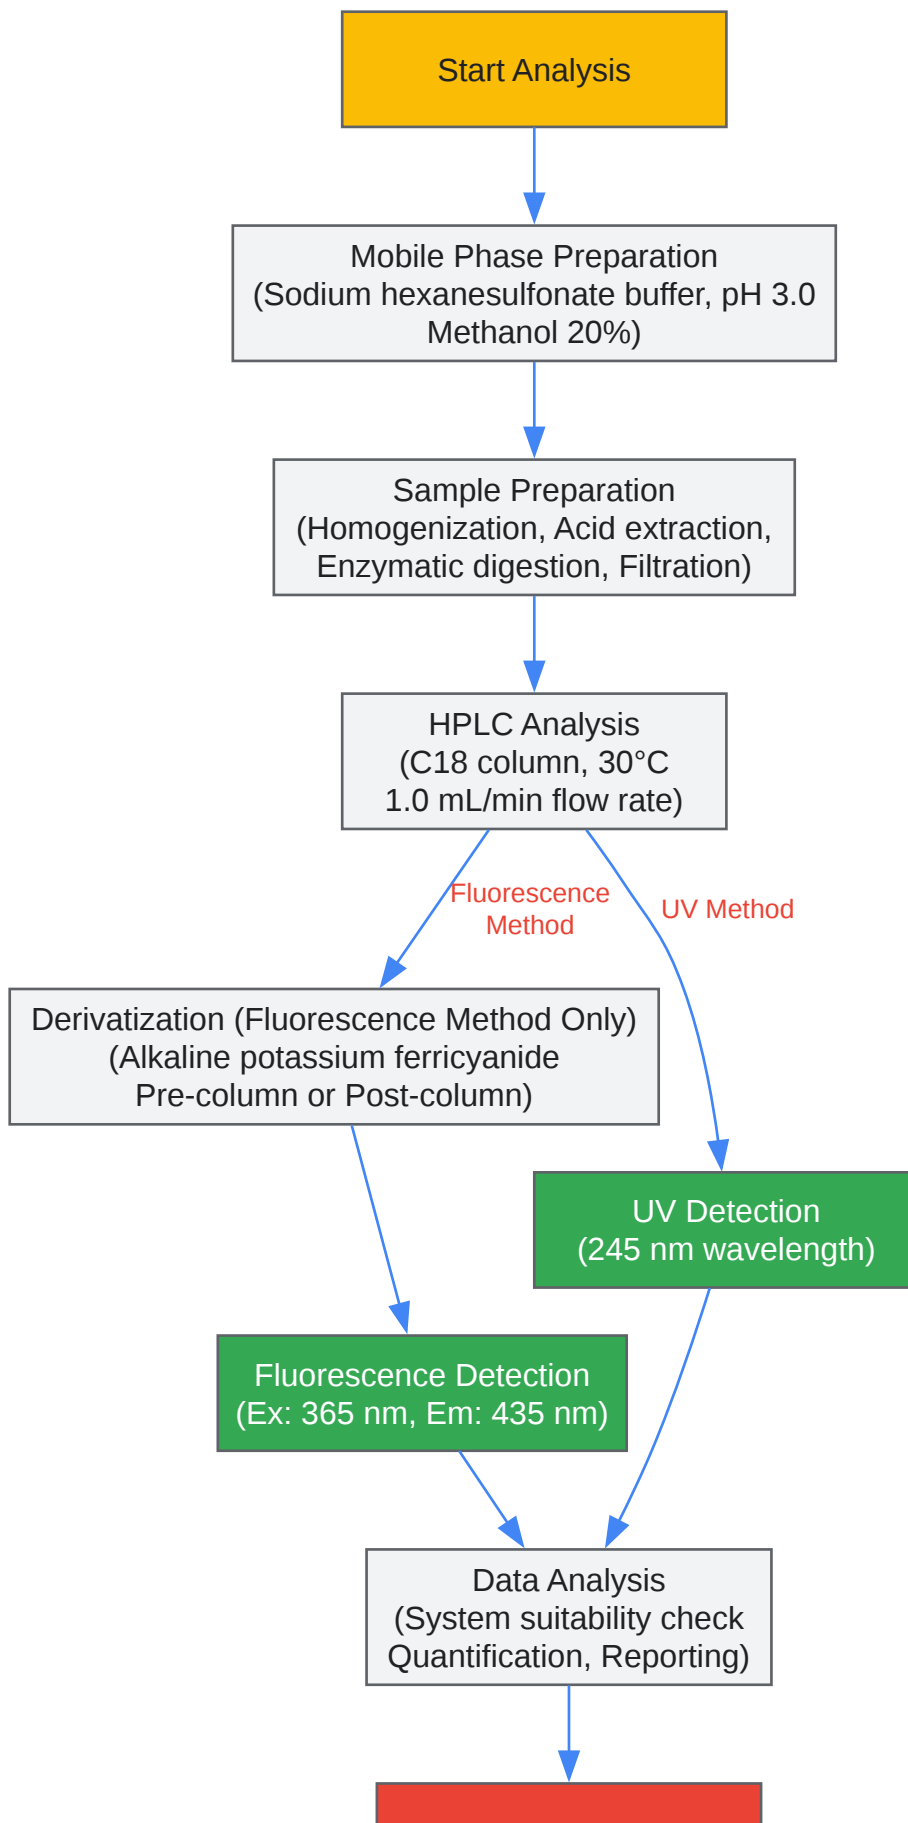 Start Analysis
Mobile Phase Preparation
(Sodium hexanesulfonate buffer, pH 3.0
Methanol 20%)
Sample Preparation
(Homogenization, Acid extraction,
Enzymatic digestion, Filtration)
HPLC Analysis
(C18 column, 30°C
1.0 mL/min flow rate)
Fluorescence
Method
UV Method
Derivatization (Fluorescence Method Only)
(Alkaline potassium ferricyanide
Pre-column or Post-column)
UV Detection
(245 nm wavelength)
Fluorescence Detection
(Ex: 365 nm, Em: 435 nm)
Data Analysis
(System suitability check
Quantification, Reporting)